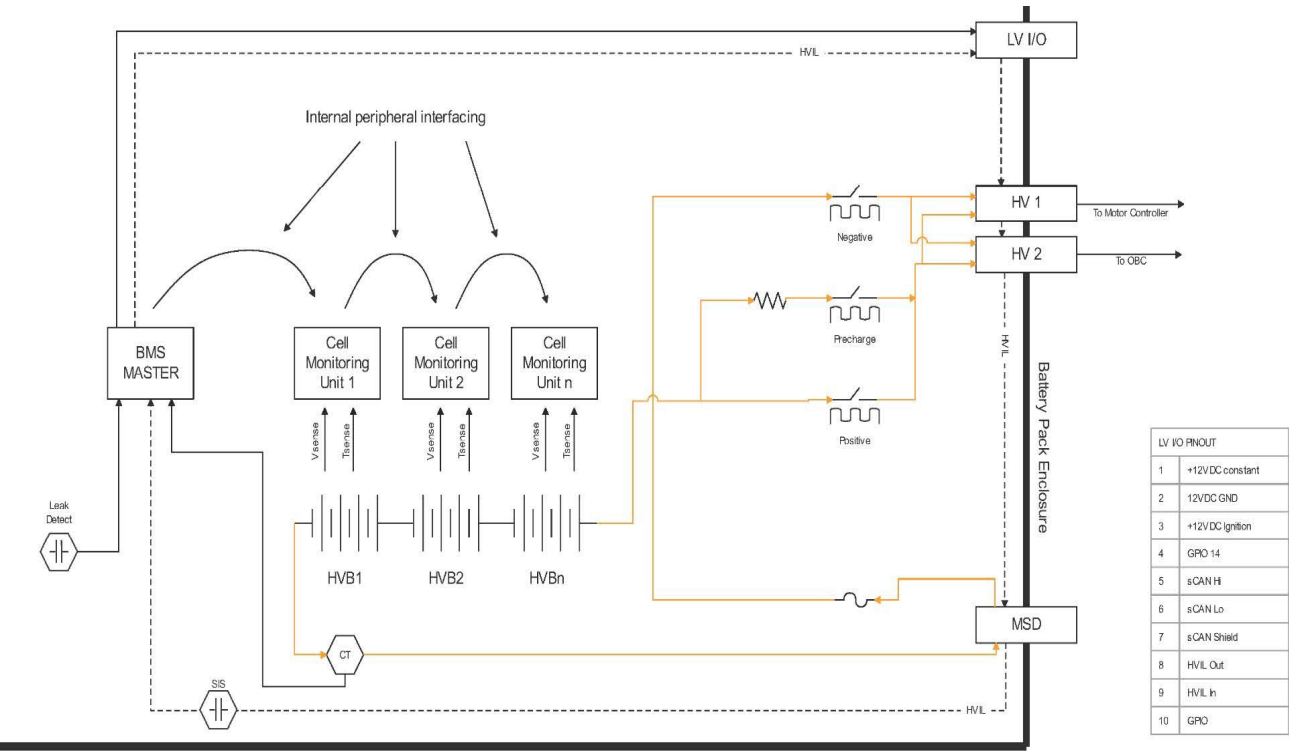 LV I/O
HVIL
Internal peripheral interfacing
HV 1
To Motor Controller
Negative
HV 2
To OBC
BMS
MASTER
Cell
Monitoring
Unit 1
Cell
Monitoring
Unit 2
Cell
Monitoring
Unit n
Precharge
HVIL
Battery Pack Enclosure
Vsense
Tsense
Vsense
Tsense
Vsense
Tsense
Positive
LV I/O PINOUT
1 +12VDC constant
2 12VDC GND
3 +12VDC Ignition
4 GPIO 14
5 sCAN Hi
6 sCAN Lo
7 sCAN Shield
8 HVIL Out
9 HVIL In
10 GPIO
Leak
Detect
HVB1
HVB2
HVBn
MSD
CT
SIS
HVIL